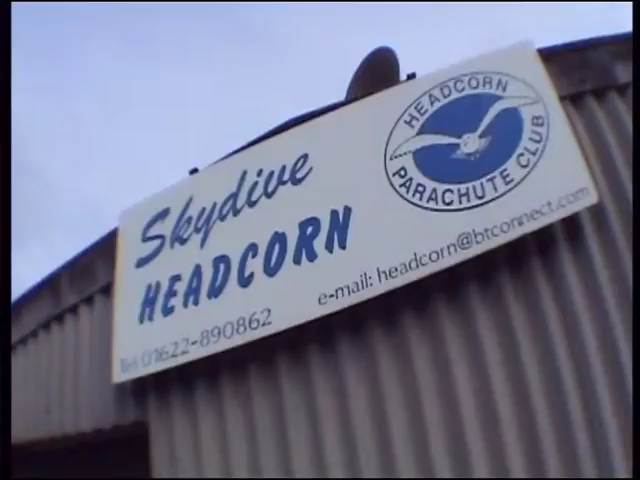 Skydive
HEADCORN
Tel: 01622-890862
e-mail: headcorn@btconnect.com
HEADCORN
PARACHUTE CLUB